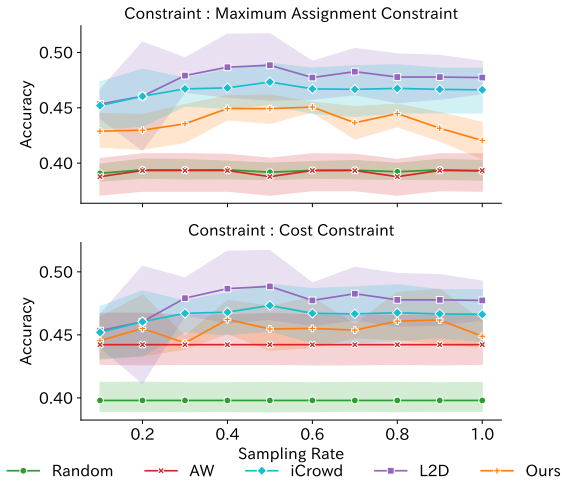 Constraint : Maximum Assignment Constraint
0.50
0.45
0.40
Accuracy
Constraint : Cost Constraint
0.50
0.45
0.40
Accuracy
0.2 0.4 0.6 0.8 1.0
Sampling Rate
Random AW iCrowd L2D Ours